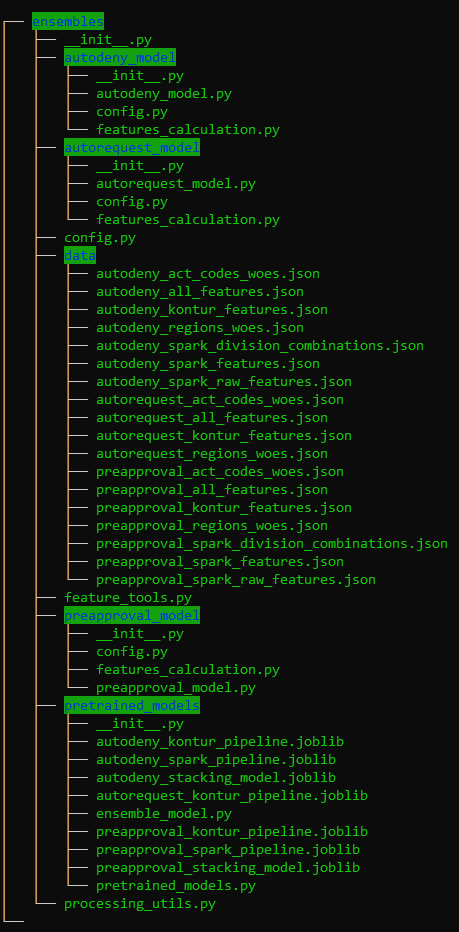 ensembles
__init__.py
autodeny_model
__init__.py
autodeny_model.py
config.py
features_calculation.py
autorequest_model
__init__.py
autorequest_model.py
config.py
features_calculation.py
config.py
data
autodeny_act_codes_woes.json
autodeny_all_features.json
autodeny_kontur_features.json
autodeny_regions_woes.json
autodeny_spark_division_combinations.json
autodeny_spark_features.json
autodeny_spark_raw_features.json
autorequest_act_codes_woes.json
autorequest_all_features.json
autorequest_kontur_features.json
autorequest_regions_woes.json
preapproval_act_codes_woes.json
preapproval_all_features.json
preapproval_kontur_features.json
preapproval_regions_woes.json
preapproval_spark_division_combinations.json
preapproval_spark_features.json
preapproval_spark_raw_features.json
feature_tools.py
preapproval_model
__init__.py
config.py
features_calculation.py
preapproval_model.py
pretrained_models
__init__.py
autodeny_kontur_pipeline.joblib
autodeny_spark_pipeline.joblib
autodeny_stacking_model.joblib
autorequest_kontur_pipeline.joblib
ensemble_model.py
preapproval_kontur_pipeline.joblib
preapproval_spark_pipeline.joblib
preapproval_stacking_model.joblib
pretrained_models.py
processing_utils.py